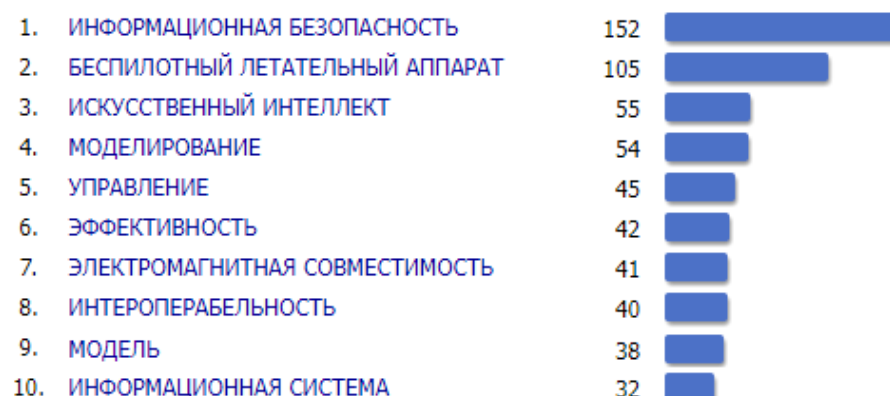 1. ИНФОРМАЦИОННАЯ БЕЗОПАСНОСТЬ 152
2. БЕСПИЛОТНЫЙ ЛЕТАТЕЛЬНЫЙ АППАРАТ 105
3. ИСКУССТВЕННЫЙ ИНТЕЛЛЕКТ 55
4. МОДЕЛИРОВАНИЕ 54
5. УПРАВЛЕНИЕ 45
6. ЭФФЕКТИВНОСТЬ 42
7. ЭЛЕКТРОМАГНИТНАЯ СОВМЕСТИМОСТЬ 41
8. ИНТЕРОПЕРАБЕЛЬНОСТЬ 40
9. МОДЕЛЬ 38
10. ИНФОРМАЦИОННАЯ СИСТЕМА 32